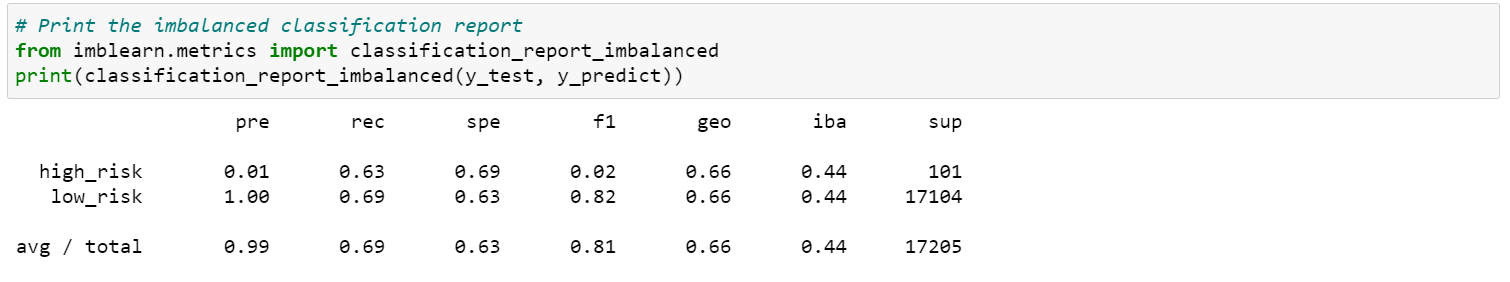 # Print the imbalanced classification report
from imblearn.metrics import classification_report_imbalanced
print(classification_report_imbalanced(y_test, y_predict))
pre rec spe f1 geo iba sup
high_risk 0.01 0.63 0.69 0.02 0.66 0.44 101
low_risk 1.00 0.69 0.63 0.82 0.66 0.44 17104
avg / total 0.99 0.69 0.63 0.81 0.66 0.44 17205